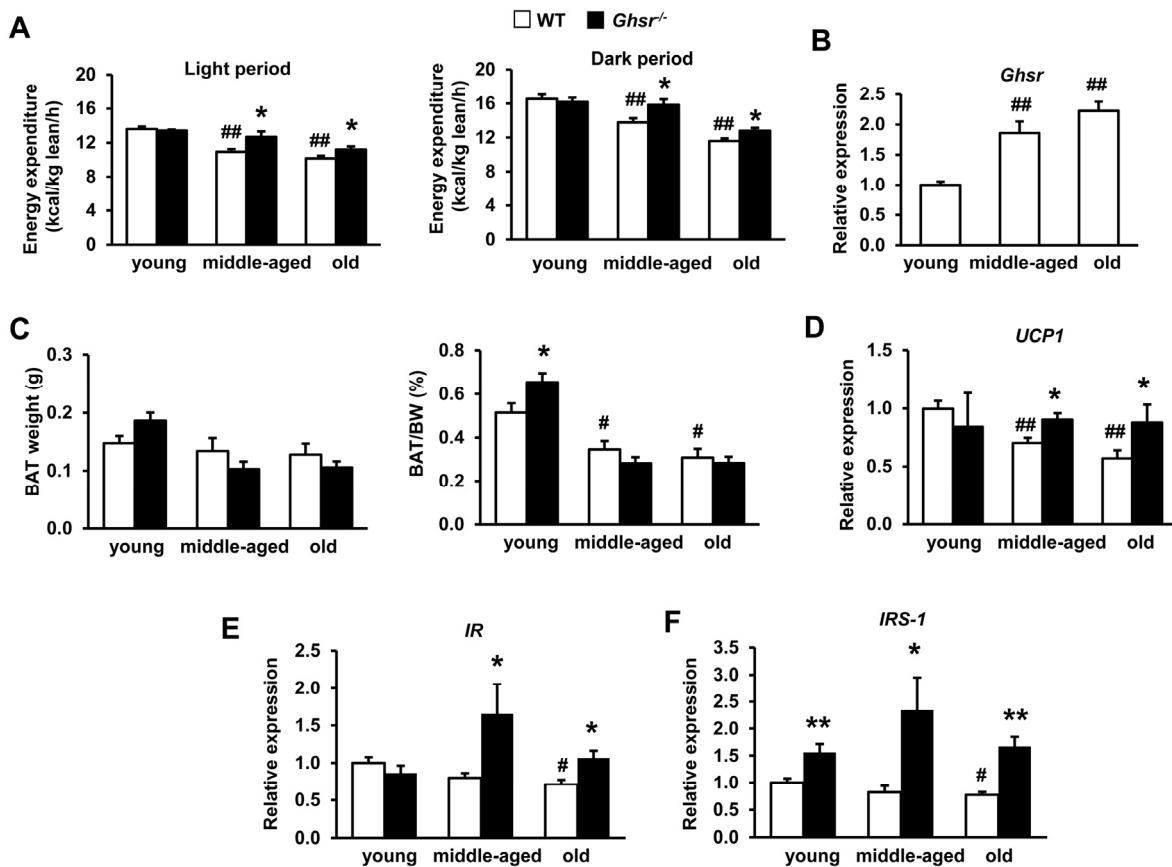 WT Ghsr-/-
A
Light period
Energy expenditure
(kcal/kg lean/h)
20
16
12
8
4
0
## * ## *
young middle-aged old
Dark period
Energy expenditure
(kcal/kg lean/h)
20
16
12
8
4
0
## * ## *
young middle-aged old
B
Ghsr
Relative expression
2.5
2.0
1.5
1.0
0.5
0.0
## ##
young middle-aged old
C
BAT weight (g)
0.3
0.2
0.1
0.0
young middle-aged old
BAT/BW (%)
0.8
0.6
0.4
0.2
0.0
* # #
young middle-aged old
D
UCP1
Relative expression
1.5
1.0
0.5
0.0
## * ## *
young middle-aged old
E
IR
Relative expression
2.5
2.0
1.5
1.0
0.5
0.0
* # *
young middle-aged old
F
IRS-1
Relative expression
3.5
3.0
2.5
2.0
1.5
1.0
0.5
0.0
** * # **
young middle-aged old